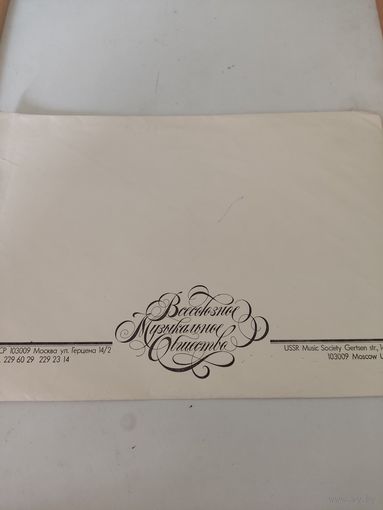 Всесоюзное
Музыкальное
Общество
СР 103009 Москва ул. Герцена 14/2
229 60 29 229 23 14
USSR Music Society Gertsen str.,
103009 Moscow U